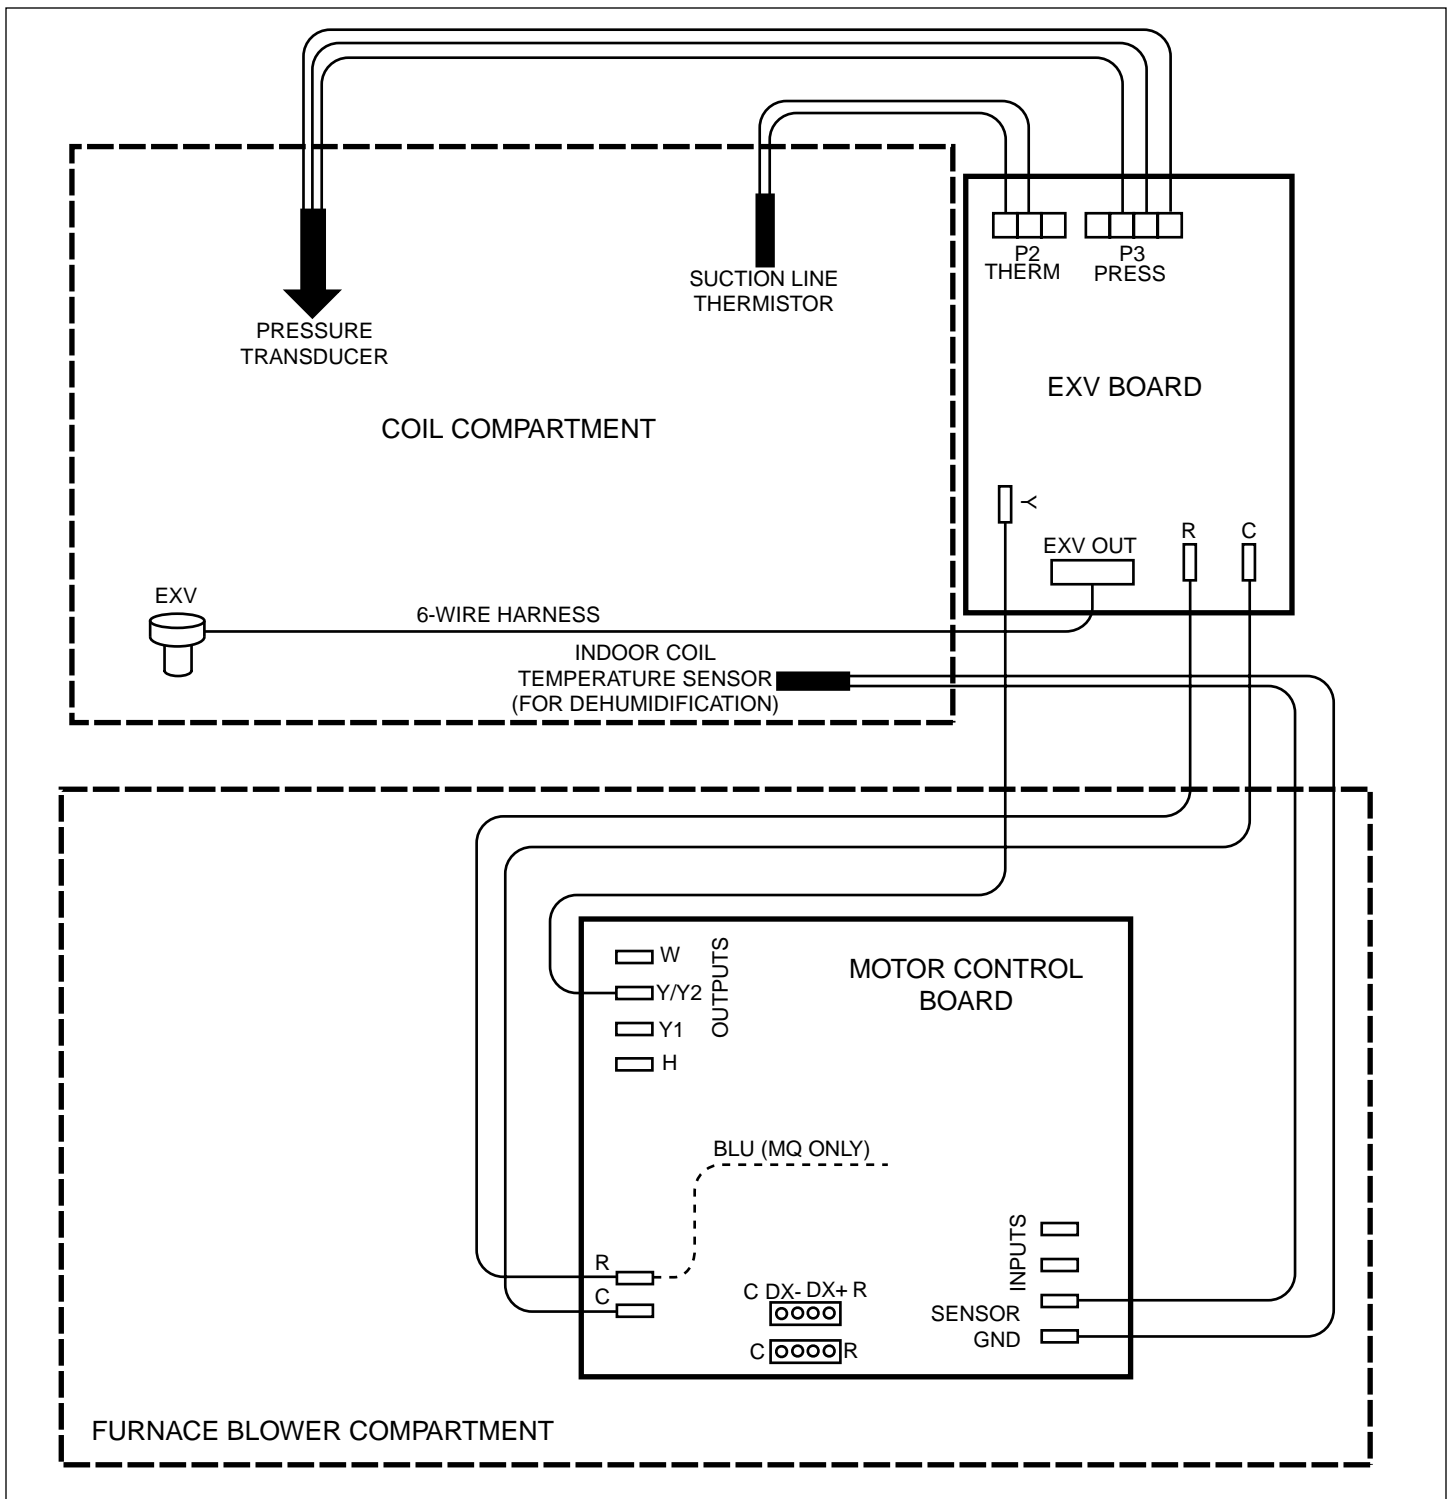 P2
THERM
P3
PRESS
SUCTION LINE
THERMISTOR
PRESSURE
TRANSDUCER
EXV BOARD
COIL COMPARTMENT
Y
EXV OUT
R
C
EXV
6-WIRE HARNESS
INDOOR COIL
TEMPERATURE SENSOR
(FOR DEHUMIDIFICATION)
W
Y/Y2
Y1
H
OUTPUTS
MOTOR CONTROL
BOARD
BLU (MQ ONLY)
R
C
C DX- DX+ R
C R
INPUTS
SENSOR
GND
FURNACE BLOWER COMPARTMENT